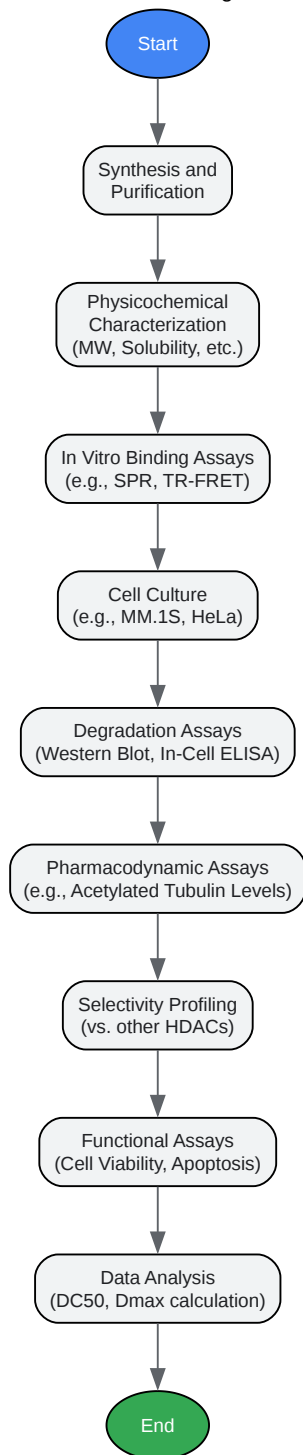 Start
Synthesis and
Purification
Physicochemical
Characterization
(MW, Solubility, etc.)
In Vitro Binding Assays
(e.g., SPR, TR-FRET)
Cell Culture
(e.g., MM.1S, HeLa)
Degradation Assays
(Western Blot, In-Cell ELISA)
Pharmacodynamic Assays
(e.g., Acetylated Tubulin Levels)
Selectivity Profiling
(vs. other HDACs)
Functional Assays
(Cell Viability, Apoptosis)
Data Analysis
(DC50, Dmax calculation)
End